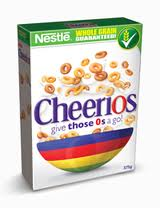 Nestlé
WHOLE GRAIN
GUARANTEED!
Cheerios
give those Os a go!
375g